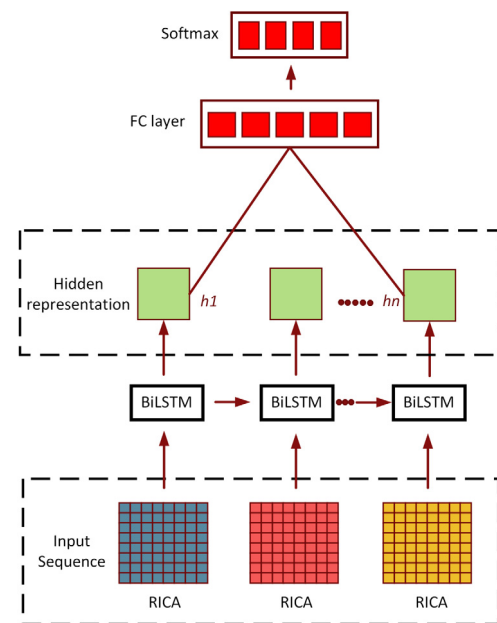 Softmax
FC layer
Hidden
representation
h1
hn
BiLSTM
BiLSTM
BiLSTM
Input
Sequence
RICA
RICA
RICA